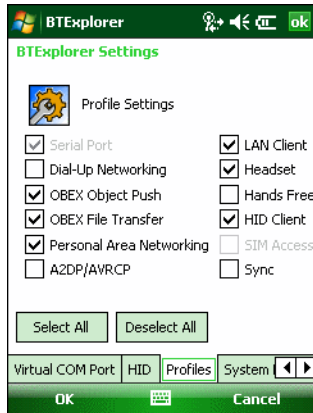 BTExplorer ok
BTExplorer Settings
Profile Settings
Serial Port LAN Client
Dial-Up Networking Headset
OBEX Object Push Hands Free
OBEX File Transfer HID Client
Personal Area Networking SIM Access
A2DP/AVRCP Sync
Select All Deselect All
Virtual COM Port HID Profiles System
OK Cancel